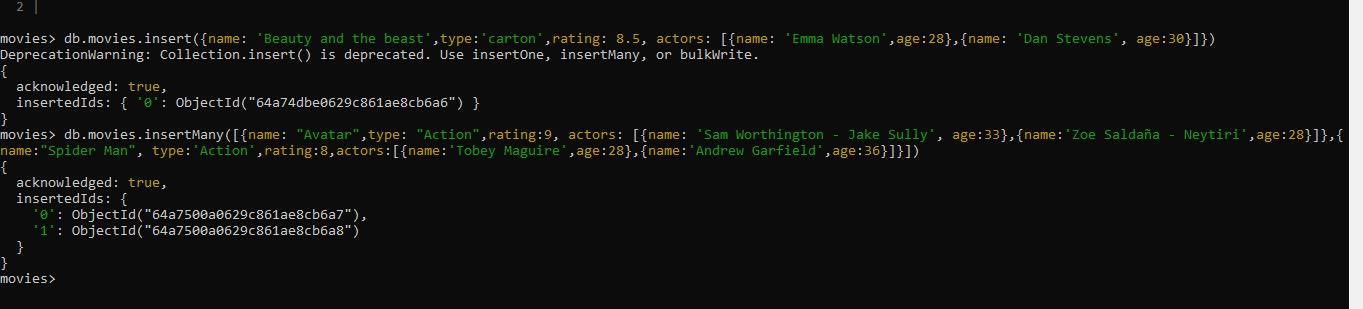 2
movies> db.movies.insert({name: 'Beauty and the beast',type:'carton',rating: 8.5, actors: [{name: 'Emma Watson',age:28},{name: 'Dan Stevens', age:30}]})
DeprecationWarning: Collection.insert() is deprecated. Use insertOne, insertMany, or bulkWrite.
{
  acknowledged: true,
  insertedIds: { '0': ObjectId("64a74dbe0629c861ae8cb6a6") }
}
movies> db.movies.insertMany([{name: "Avatar",type: "Action",rating:9, actors: [{name: 'Sam Worthington - Jake Sully', age:33},{name:'Zoe Saldaña - Neytiri',age:28}]},{
name:"Spider Man", type:'Action',rating:8,actors:[{name:'Tobey Maguire',age:28},{name:'Andrew Garfield',age:36}]}])
{
  acknowledged: true,
  insertedIds: {
    '0': ObjectId("64a7500a0629c861ae8cb6a7"),
    '1': ObjectId("64a7500a0629c861ae8cb6a8")
  }
}
movies>